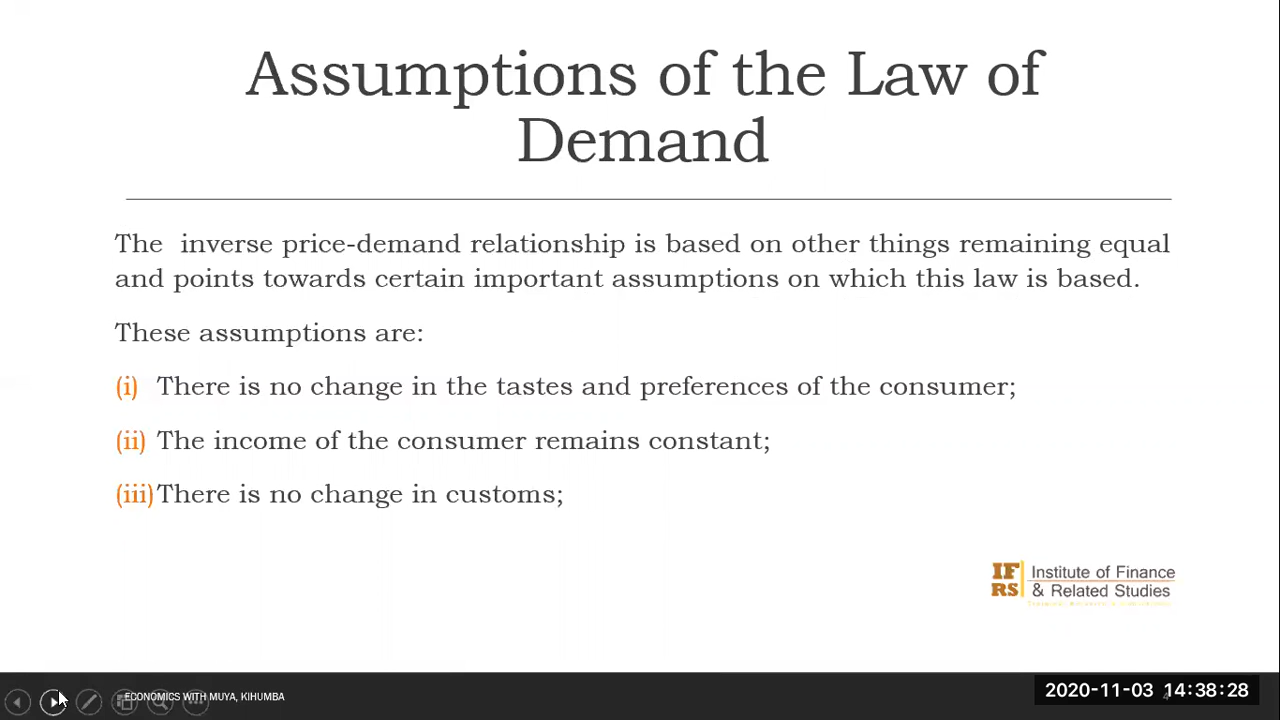 Assumptions of the Law of
Demand
The inverse price-demand relationship is based on other things remaining equal
and points towards certain important assumptions on which this law is based.
These assumptions are:
(i) There is no change in the tastes and preferences of the consumer;
(ii) The income of the consumer remains constant;
(iii) There is no change in customs;
IF
RS
Institute of Finance
& Related Studies
ECONOMICS WITH MUYA, KIHUMBA
2020-11-03 14:38:28